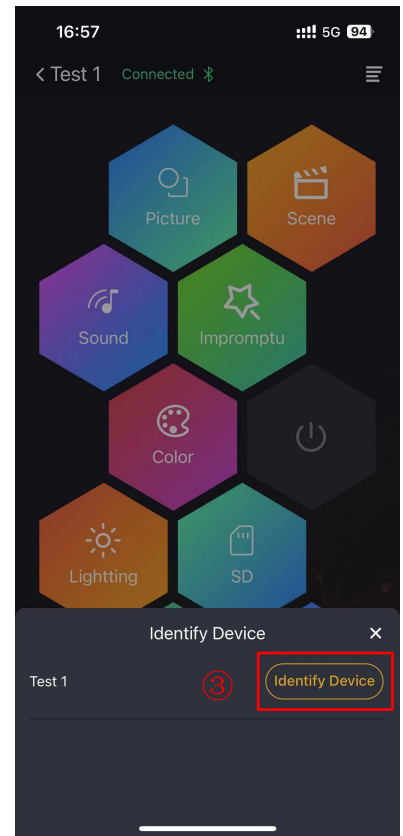 16:57 5G 94
< Test 1 Connected
Picture
Scene
Sound
Impromptu
Color
Lightting
SD
Identify Device ×
Test 1 ③ Identify Device